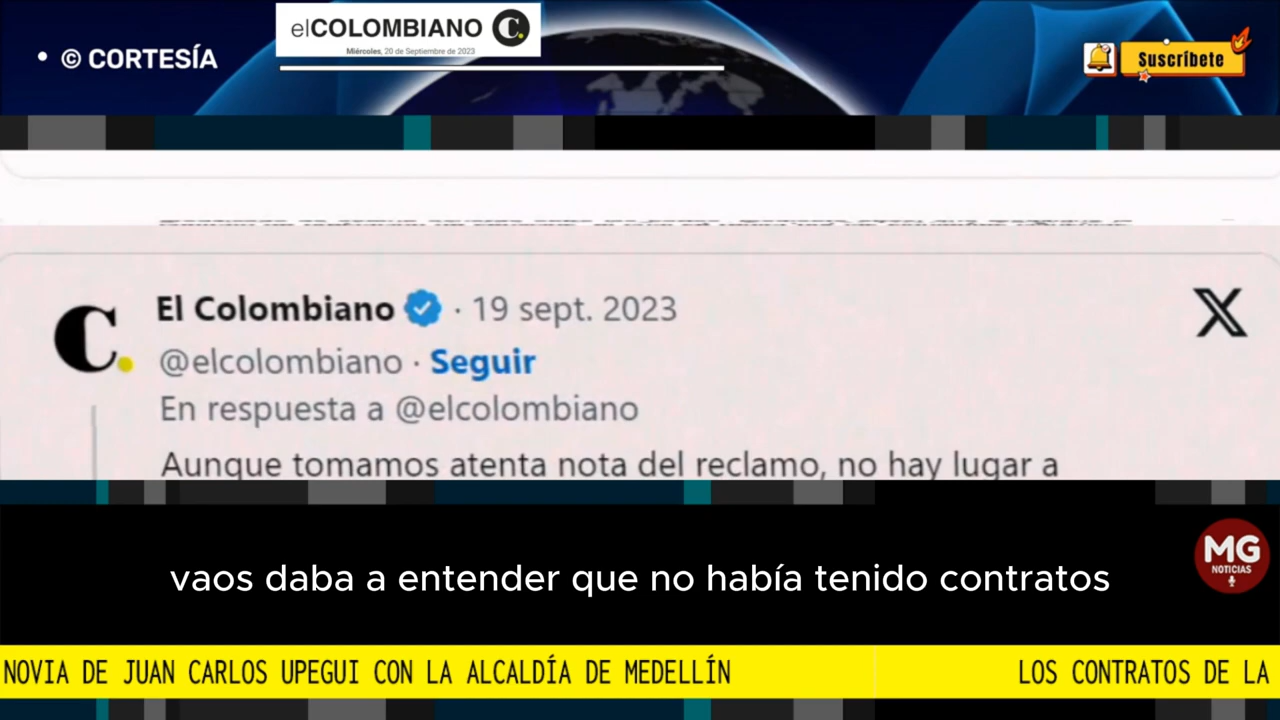 elCOLOMBIANO C.
Miércoles, 20 de Septiembre de 2023
• © CORTESÍA
Suscríbete
C.
El Colombiano · 19 sept. 2023
X
@elcolombiano · Seguir
En respuesta a @elcolombiano
Aunque tomamos atenta nota del reclamo, no hay lugar a
vaos daba a entender que no había tenido contratos
MG
NOTICIAS
NOVIA DE JUAN CARLOS UPEGUI CON LA ALCALDÍA DE MEDELLÍN LOS CONTRATOS DE LA